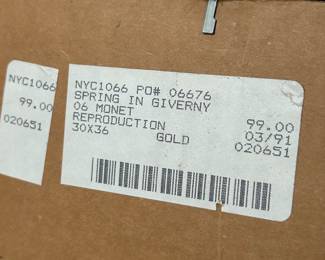 NYC1066
99.00
020651
NYC1066 PO# 06676
SPRING IN GIVERNY
06 MONET 99.00
REPRODUCTION 03/91
30X36 GOLD 020651